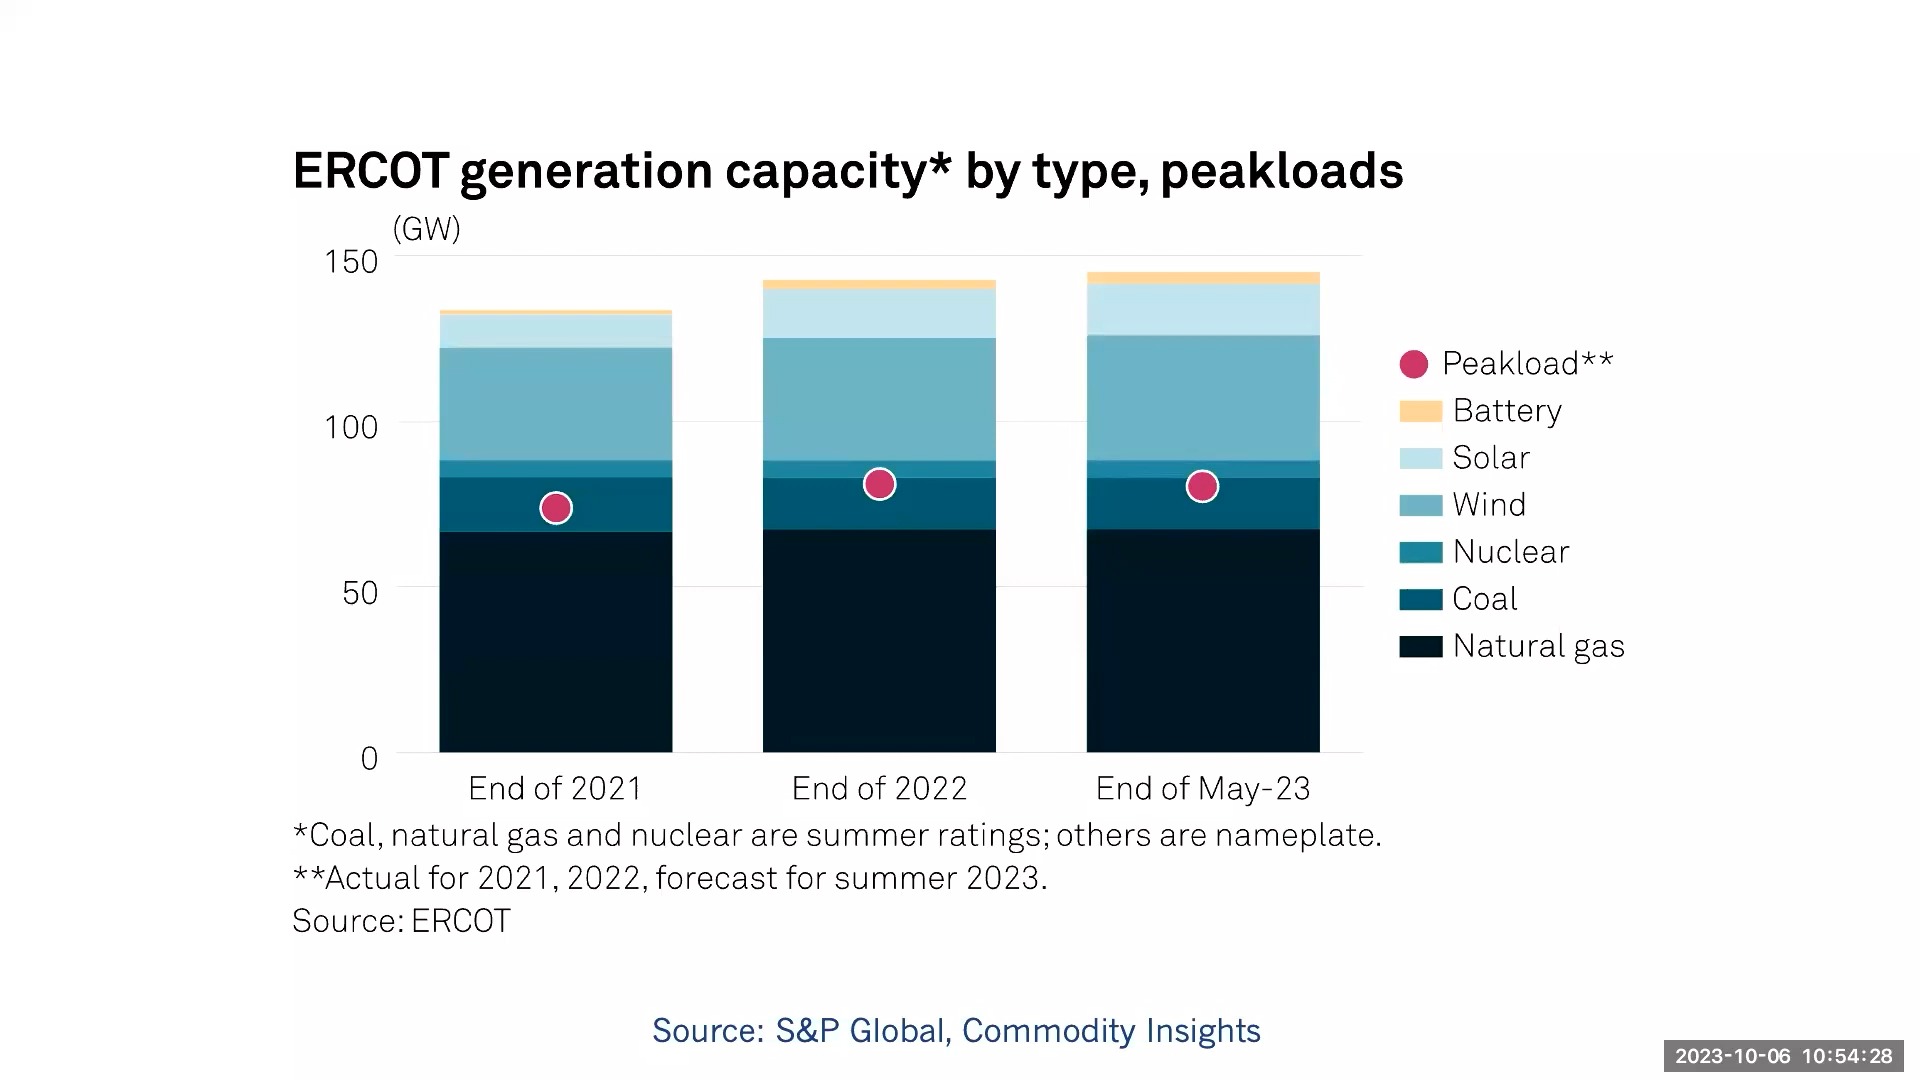 ERCOT generation capacity* by type, peakloads
(GW)
150
100
50
0
End of 2021
End of 2022
End of May-23
Peakload**
Battery
Solar
Wind
Nuclear
Coal
Natural gas
*Coal, natural gas and nuclear are summer ratings; others are nameplate.
**Actual for 2021, 2022, forecast for summer 2023.
Source: ERCOT
Source: S&P Global, Commodity Insights
2023-10-06 10:54:28